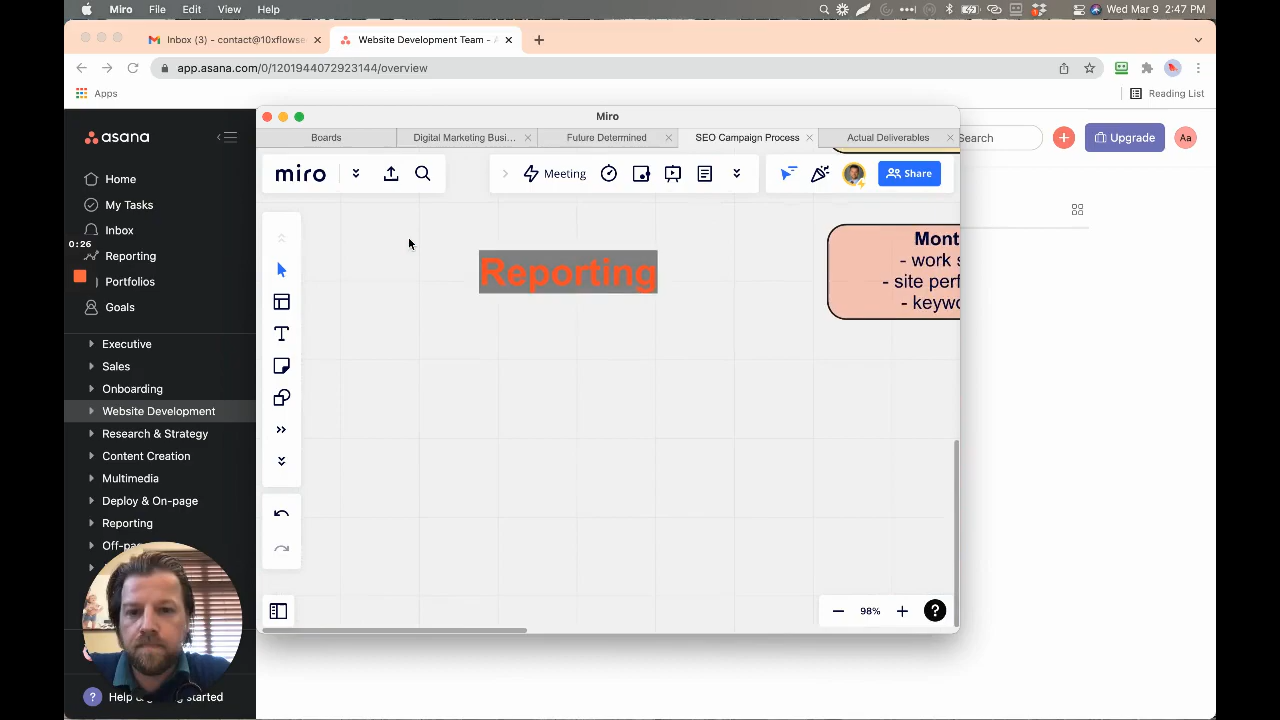 Miro File Edit View Help Wed Mar 9 2:47 PM
Inbox (3) - contact@10xflowse Website Development Team -
app.asana.com/0/1201944072923144/overview
Apps Reading List
Miro
asana
Boards Digital Marketing Busi... Future Determined SEO Campaign Process Actual Deliverables Search Upgrade Aa
miro Meeting Share
Home
My Tasks
Inbox
0:26
Reporting
Portfolios
Goals
Reporting
Mont
- work s
- site perf
- keywo
Executive
Sales
Onboarding
Website Development
Research & Strategy
Content Creation
Multimedia
Deploy & On-page
Reporting
Off-pa
98% ?
? Help & started